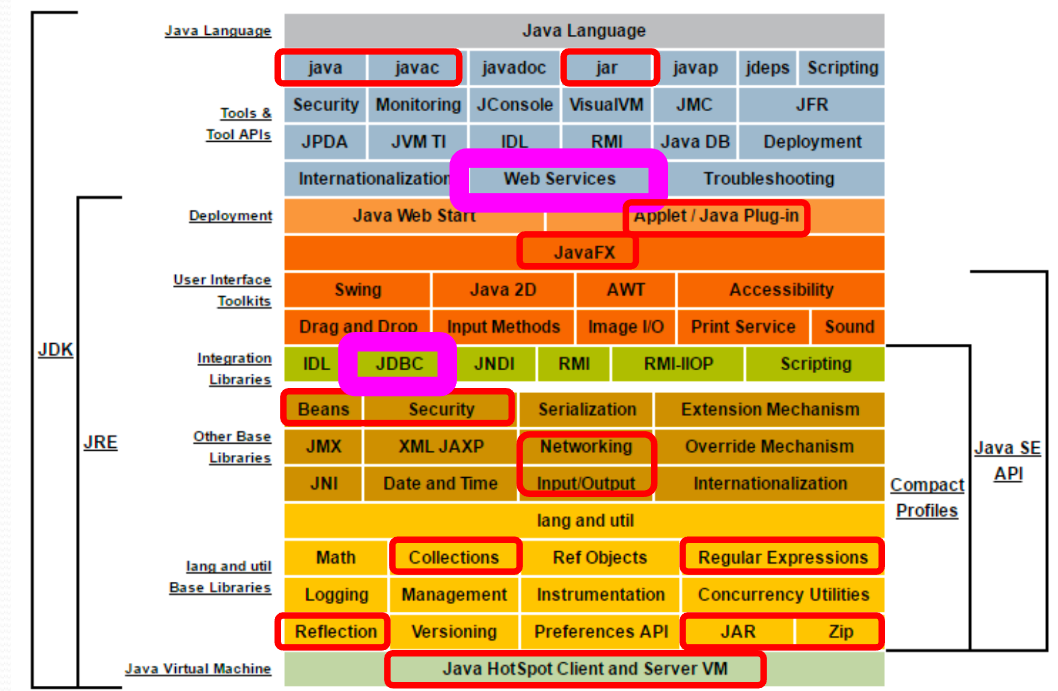 Java Language Java Language
java javac javadoc jar javap jdeps Scripting
Tools & Tool APIs
Security Monitoring JConsole VisualVM JMC JFR
JPDA JVM TI IDL RMI Java DB Deployment
Internationalization Web Services Troubleshooting
Deployment Java Web Start Applet / Java Plug-in
JavaFX
User Interface Toolkits
Swing Java 2D AWT Accessibility
Drag and Drop Input Methods Image I/O Print Service Sound
JDK
Integration Libraries
IDL JDBC JNDI RMI RMI-IIOP Scripting
Beans Security Serialization Extension Mechanism
JRE
Other Base Libraries
JMX XML JAXP Networking Override Mechanism
Java SE API
JNI Date and Time Input/Output Internationalization
Compact Profiles
lang and util
lang and util Base Libraries
Math Collections Ref Objects Regular Expressions
Logging Management Instrumentation Concurrency Utilities
Reflection Versioning Preferences API JAR Zip
Java Virtual Machine Java HotSpot Client and Server VM